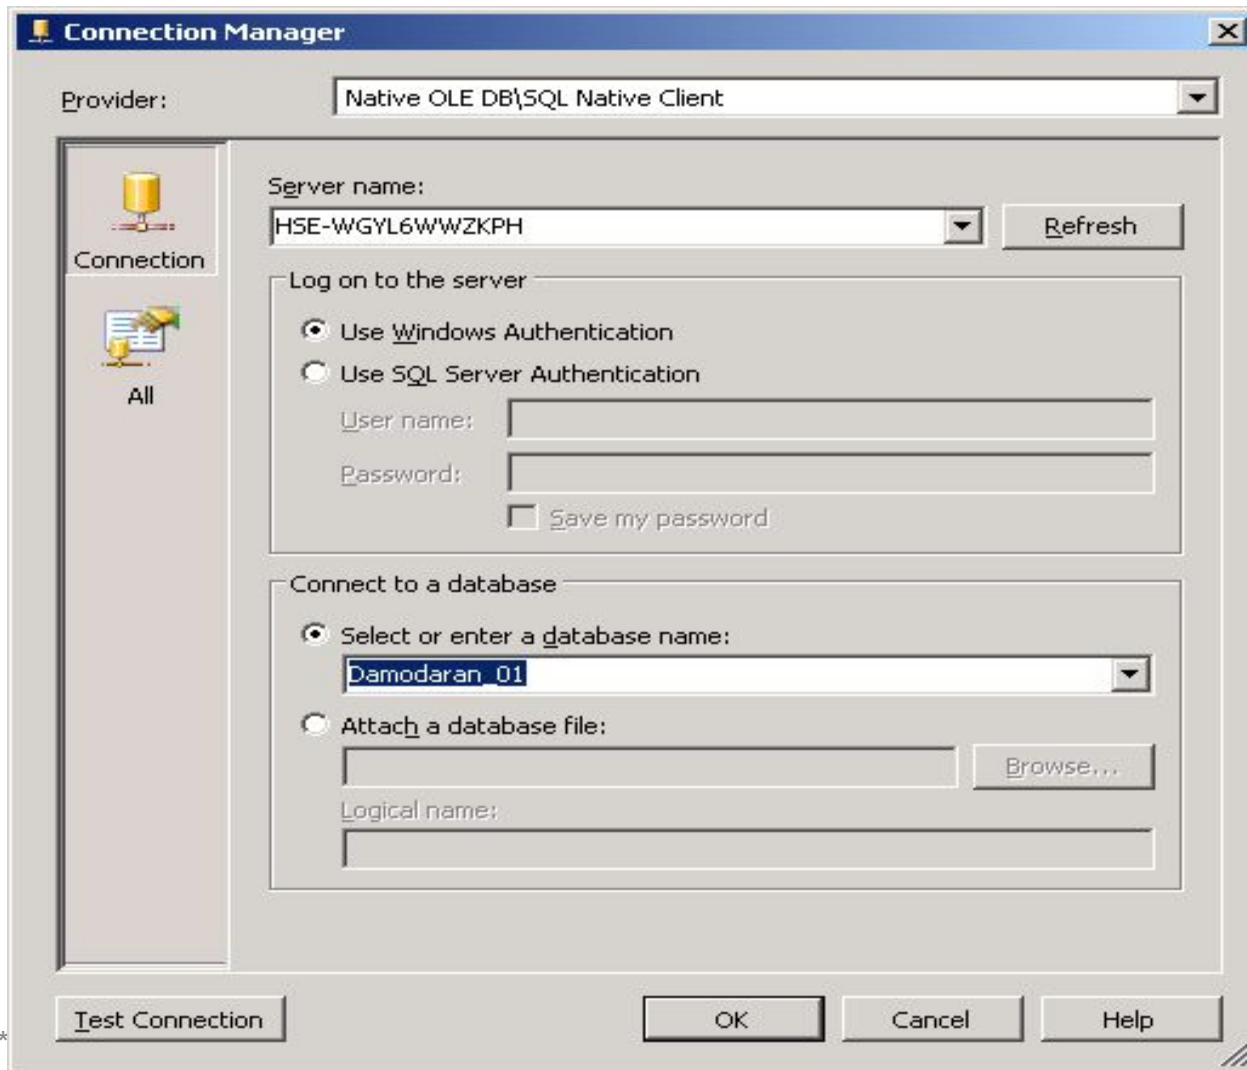 Connection Manager
Provider: Native OLE DB\SQL Native Client
Connection
All
Server name:
HSE-WGYL6WWZKPH Refresh
Log on to the server
Use Windows Authentication
Use SQL Server Authentication
User name:
Password:
Save my password
Connect to a database
Select or enter a database name:
Damodaran_01
Attach a database file:
Browse...
Logical name:
Test Connection OK Cancel Help
*